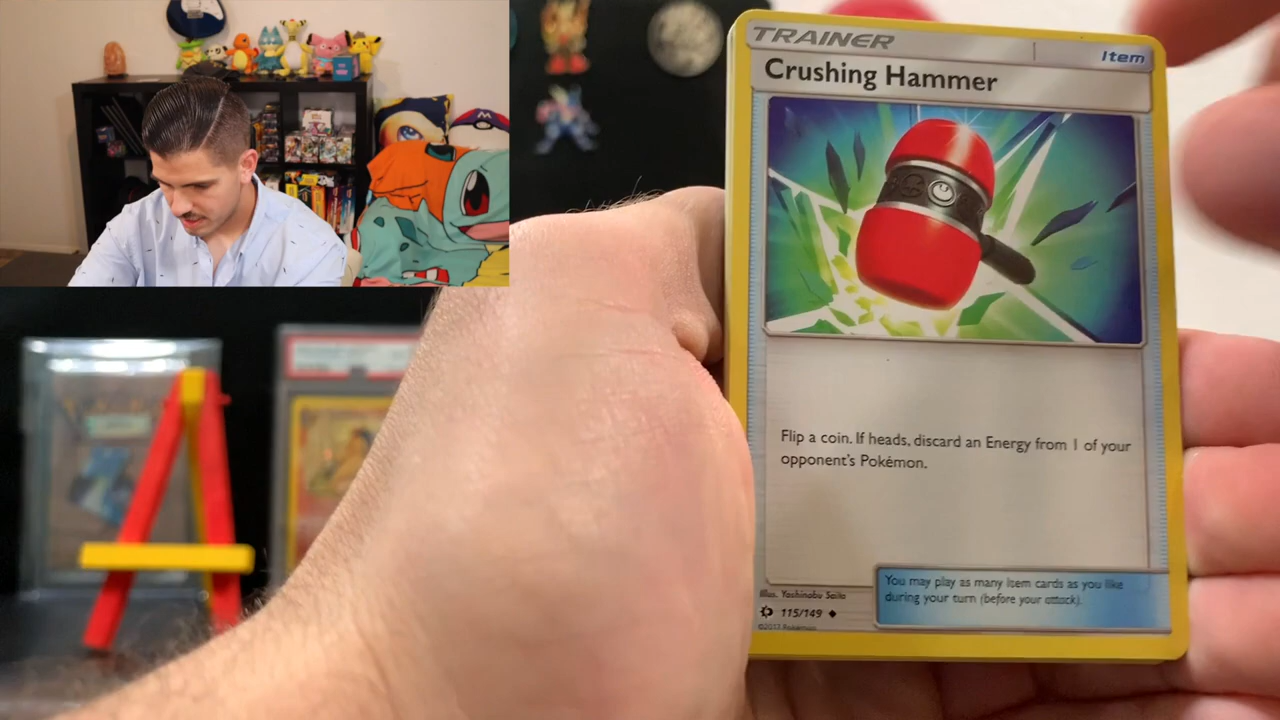 TRAINER
Item
Crushing Hammer
Flip a coin. If heads, discard an Energy from 1 of your
opponent's Pokémon.
You may play as many Item cards as you like
during your turn (before your attack).
Illus. Yoshinobu Saito
115/149
©2017 Pokémon